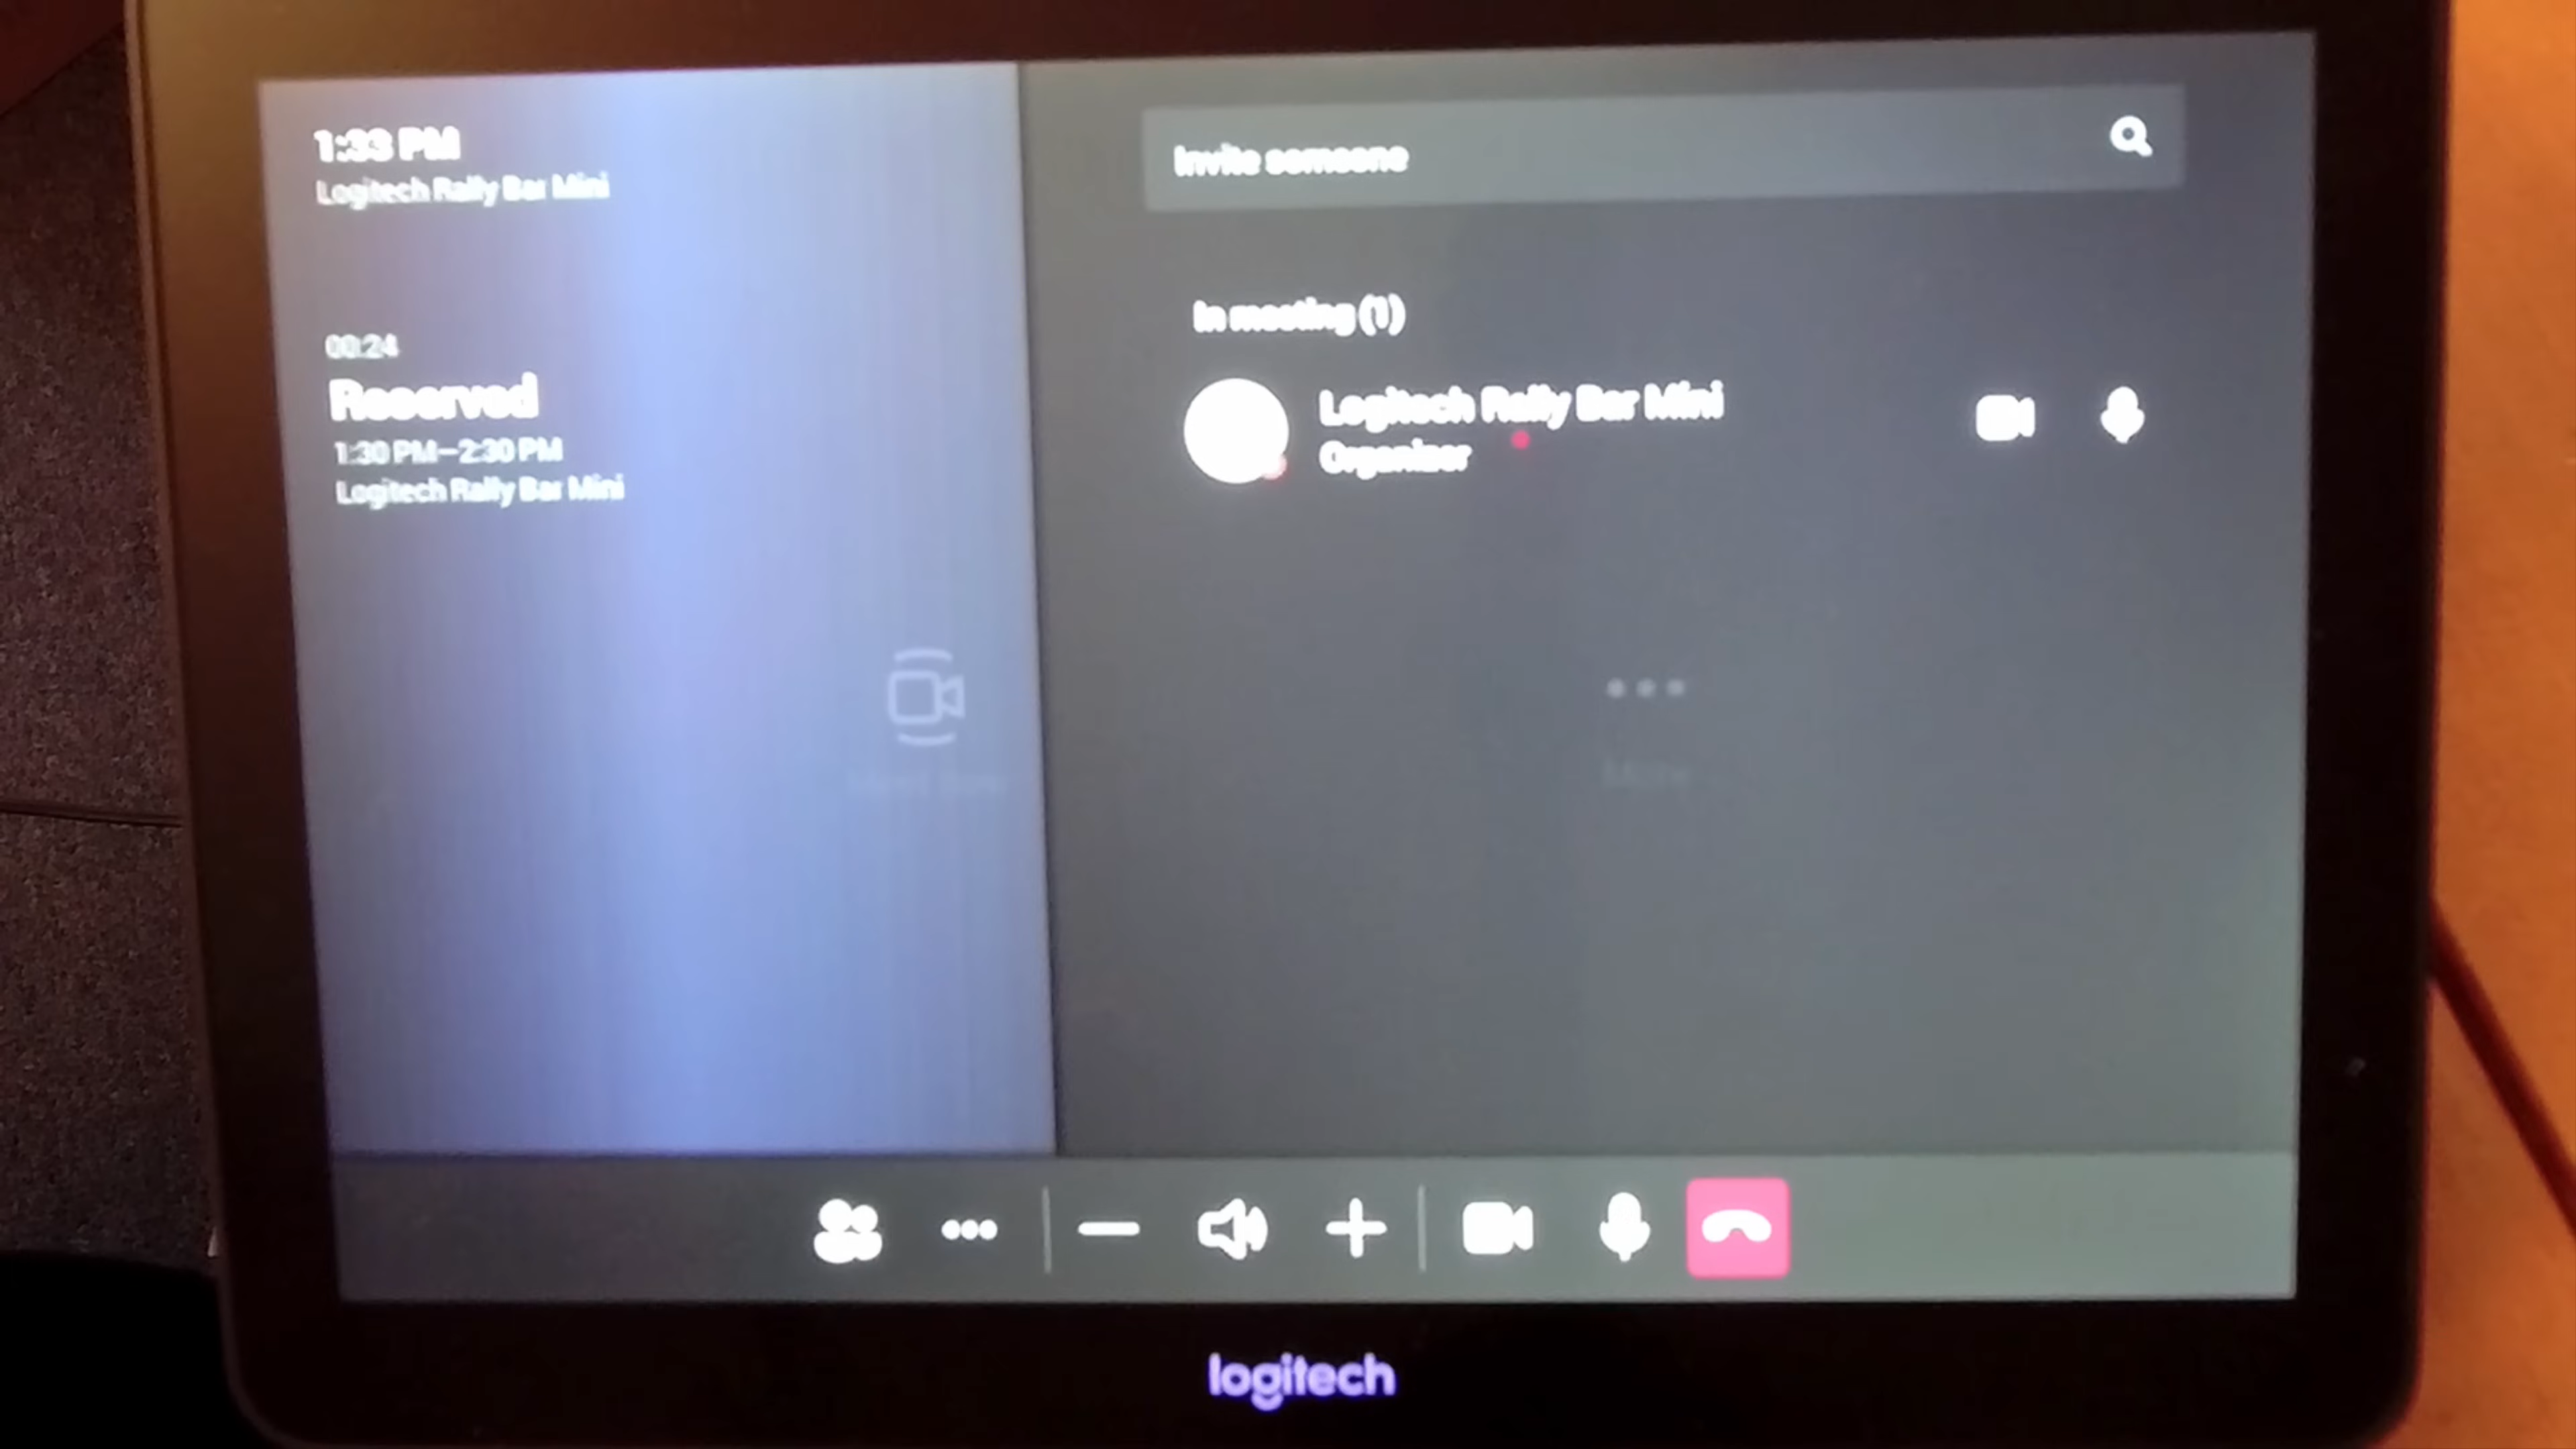 1:33 PM
Logitech Rally Bar Mini
00:24
Reserved
1:30 PM–2:30 PM
Logitech Rally Bar Mini
Invite someone
In meeting (1)
Logitech Rally Bar Mini
Organizer
More
logitech